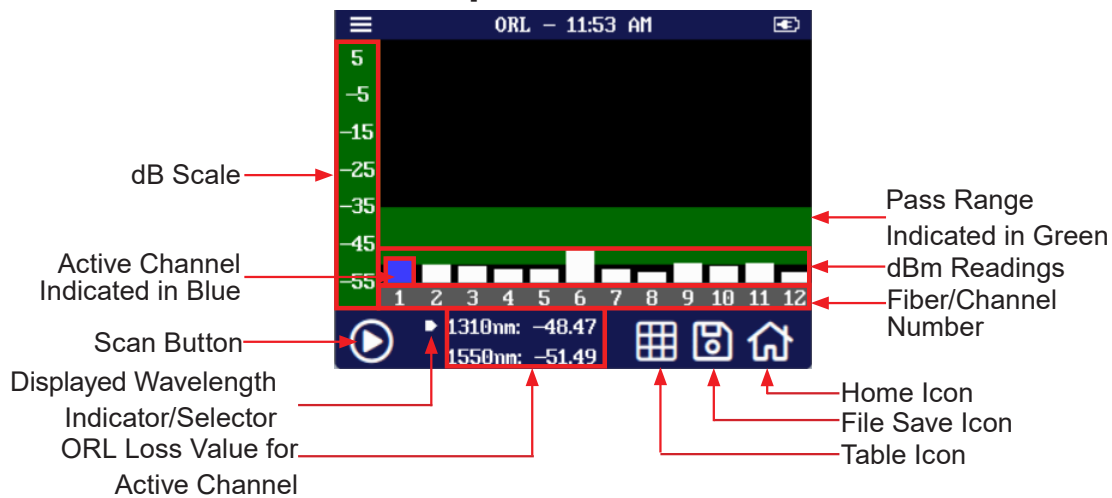 ORL – 11:53 AM
5
–5
–15
–25
–35
–45
–55
dB Scale
Pass Range
Indicated in Green
Active Channel
Indicated in Blue
dBm Readings
1 2 3 4 5 6 7 8 9 10 11 12
Fiber/Channel
Number
Scan Button
1310nm: –48.47
1550nm: –51.49
Displayed Wavelength
Indicator/Selector
ORL Loss Value for
Active Channel
Home Icon
File Save Icon
Table Icon